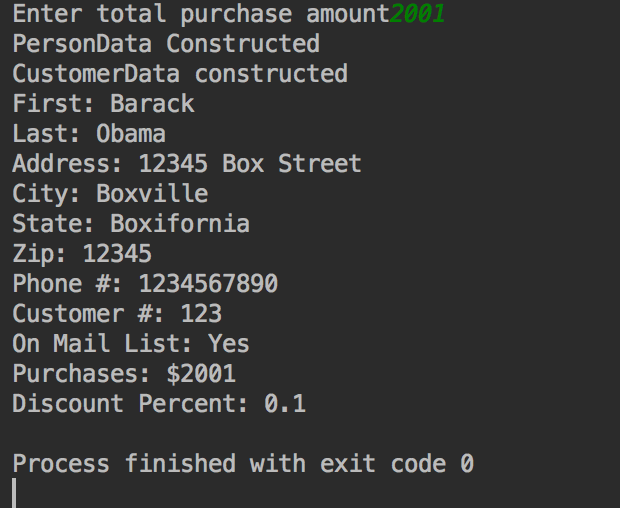 Enter total purchase amount2001
PersonData Constructed
CustomerData constructed
First: Barack
Last: Obama
Address: 12345 Box Street
City: Boxville
State: Boxifornia
Zip: 12345
Phone #: 1234567890
Customer #: 123
On Mail List: Yes
Purchases: $2001
Discount Percent: 0.1
Process finished with exit code 0